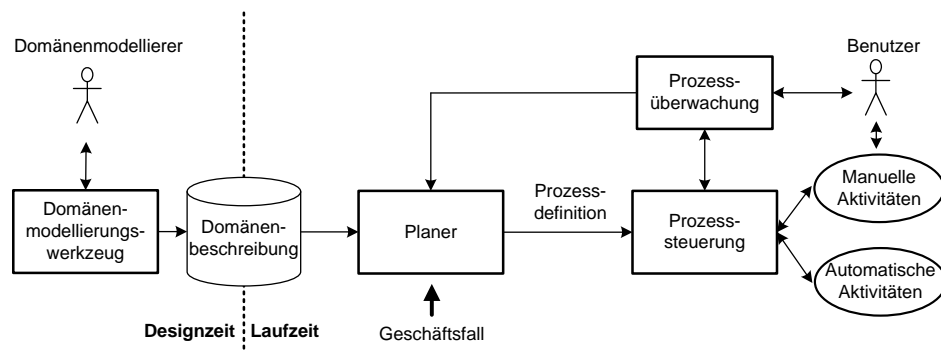 Domänenmodellierer
Benutzer
Prozess-
überwachung
Domänen-
modellierungs-
werkzeug
Domänen-
beschreibung
Planer
Prozess-
definition
Prozess-
steuerung
Manuelle
Aktivitäten
Automatische
Aktivitäten
Designzeit
Laufzeit
Geschäftsfall